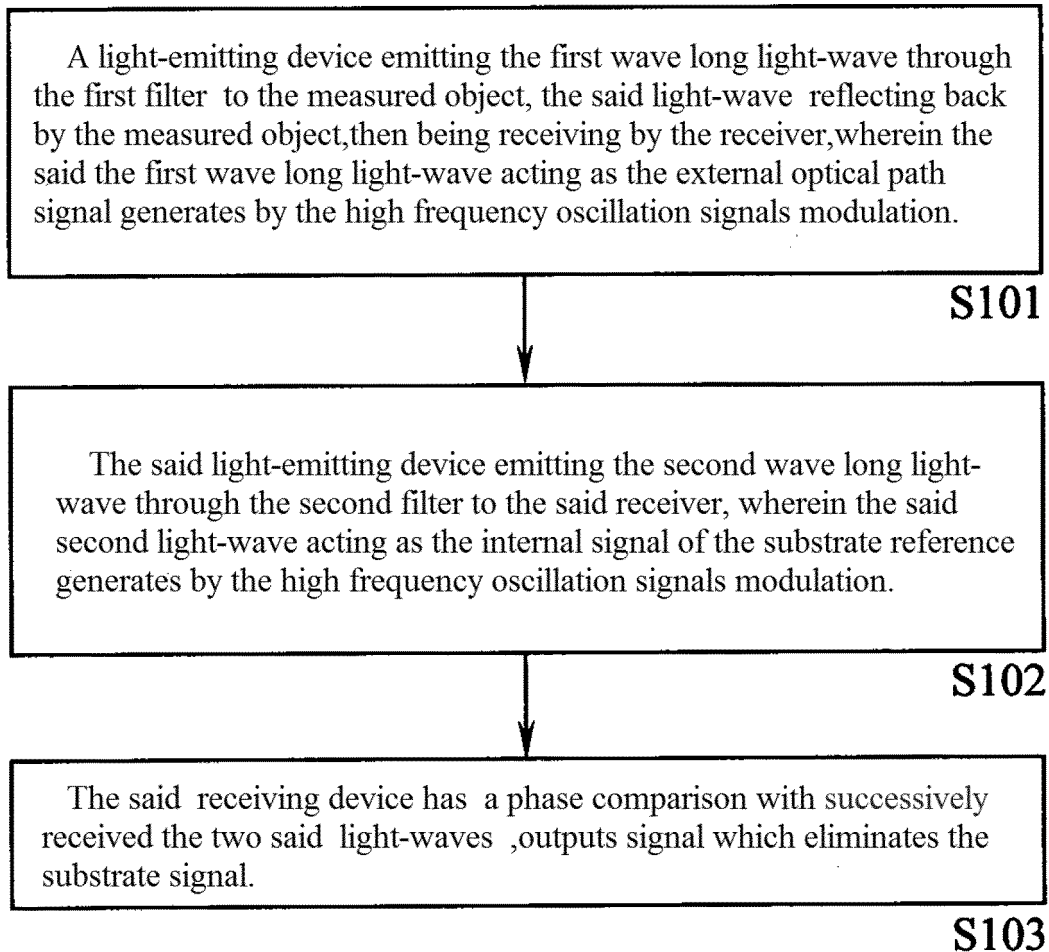 A light-emitting device emitting the first wave long light-wave through
the first filter to the measured object, the said light-wave reflecting back
by the measured object,then being receiving by the receiver,wherein the
said the first wave long light-wave acting as the external optical path
signal generates by the high frequency oscillation signals modulation.
S101
The said light-emitting device emitting the second wave long light-
wave through the second filter to the said receiver, wherein the said
second light-wave acting as the internal signal of the substrate reference
generates by the high frequency oscillation signals modulation.
S102
The said receiving device has a phase comparison with successively
received the two said light-waves ,outputs signal which eliminates the
substrate signal.
S103